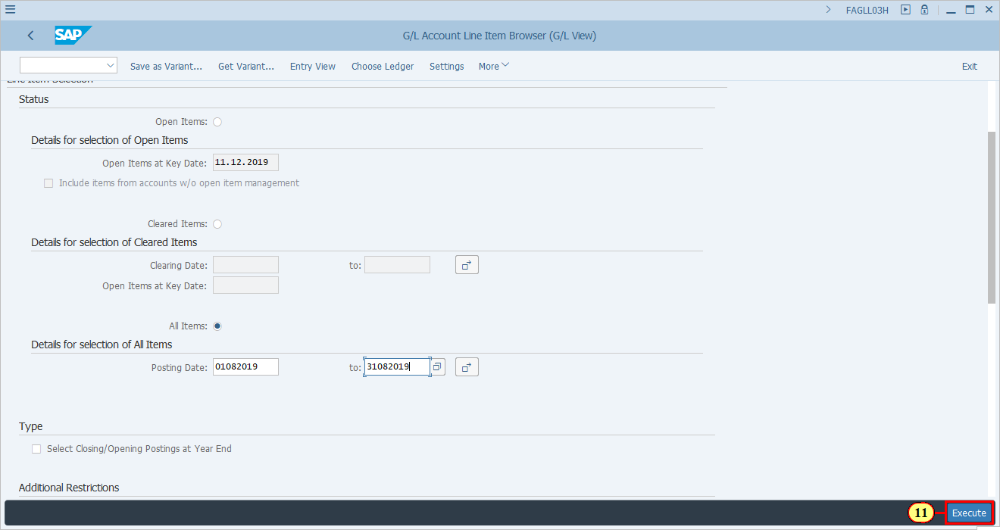 FAGLL03H
SAP
G/L Account Line Item Browser (G/L View)
Save as Variant... Get Variant... Entry View Choose Ledger Settings More Exit
Line Item Selection
Status
Open Items:
Details for selection of Open Items
Open Items at Key Date: 11.12.2019
Include items from accounts w/o open item management
Cleared Items:
Details for selection of Cleared Items
Clearing Date: to:
Open Items at Key Date:
All Items:
Details for selection of All Items
Posting Date: 01082019 to: 31082019
Type
Select Closing/Opening Postings at Year End
Additional Restrictions
11 Execute